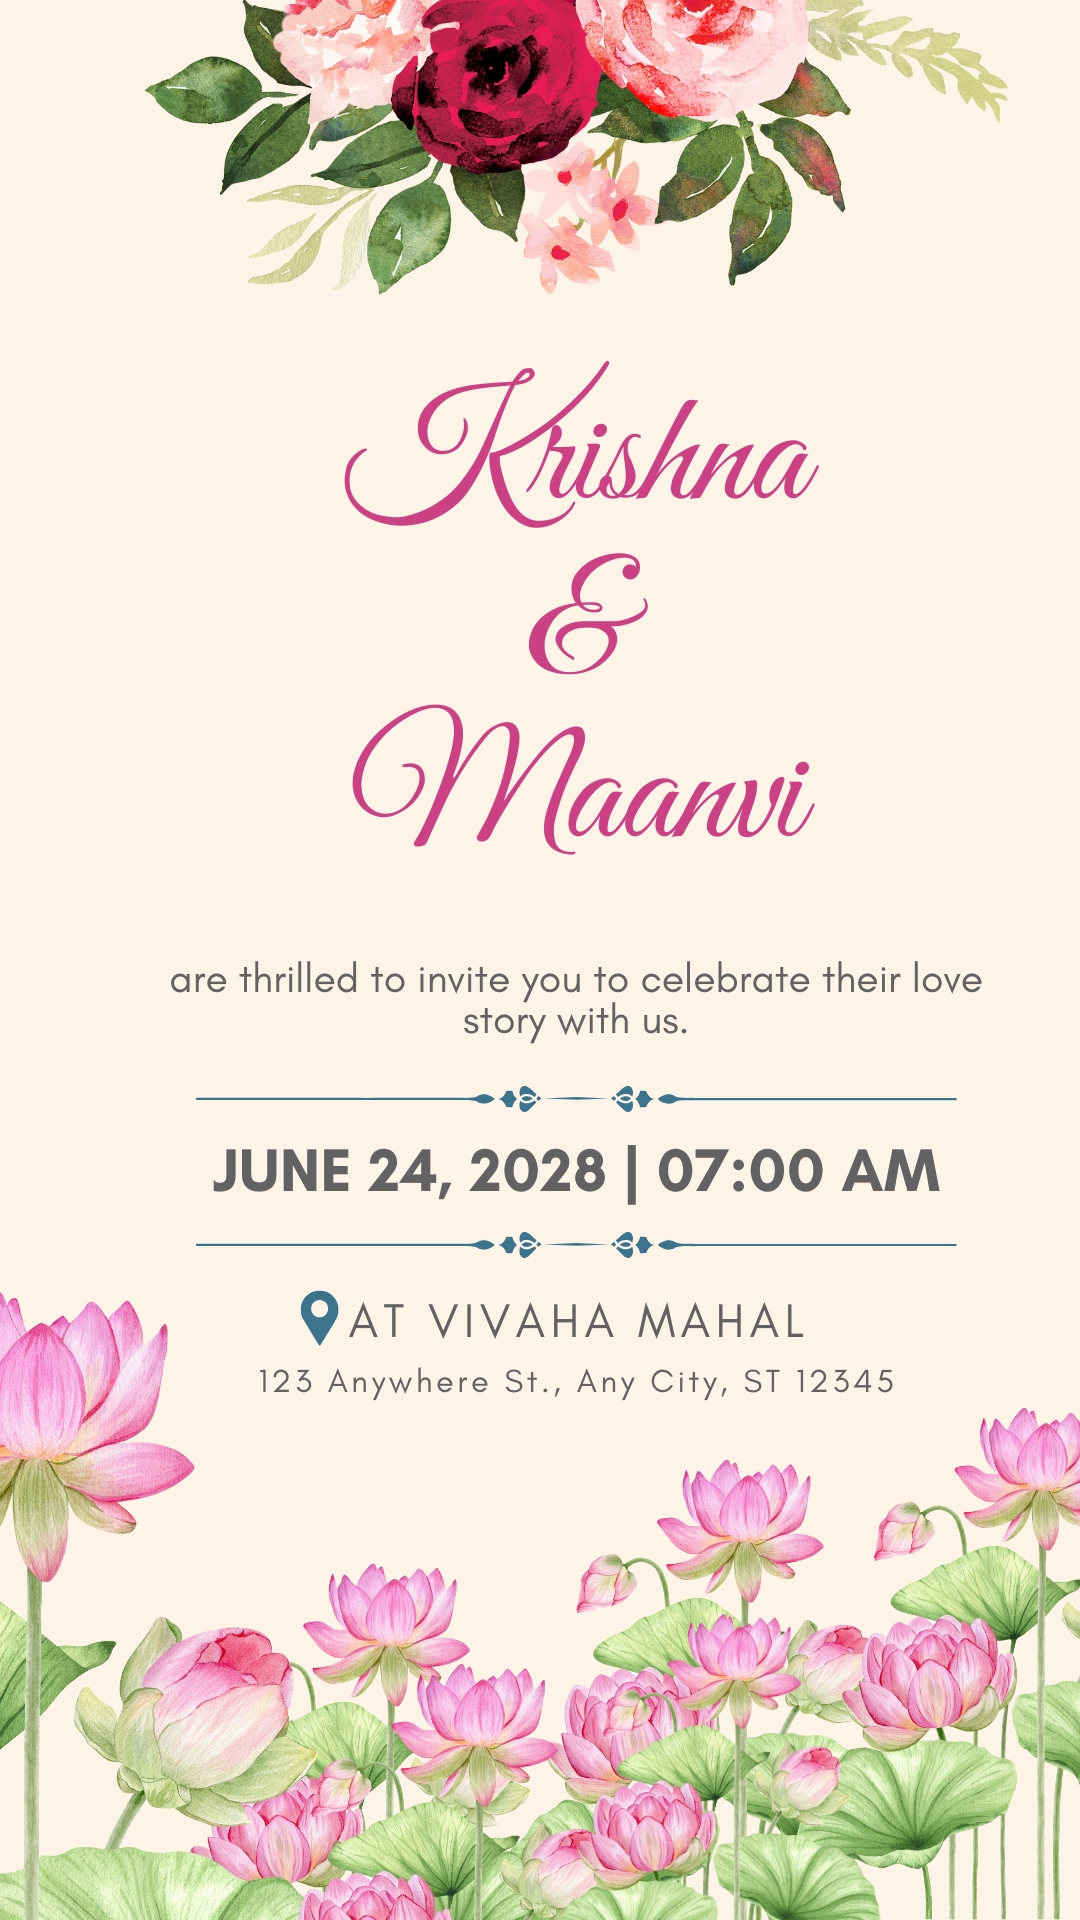 Krishna
&
Maanvi
are thrilled to invite you to celebrate their love
story with us.
JUNE 24, 2028 | 07:00 AM
AT VIVAHA MAHAL
123 Anywhere St., Any City, ST 12345